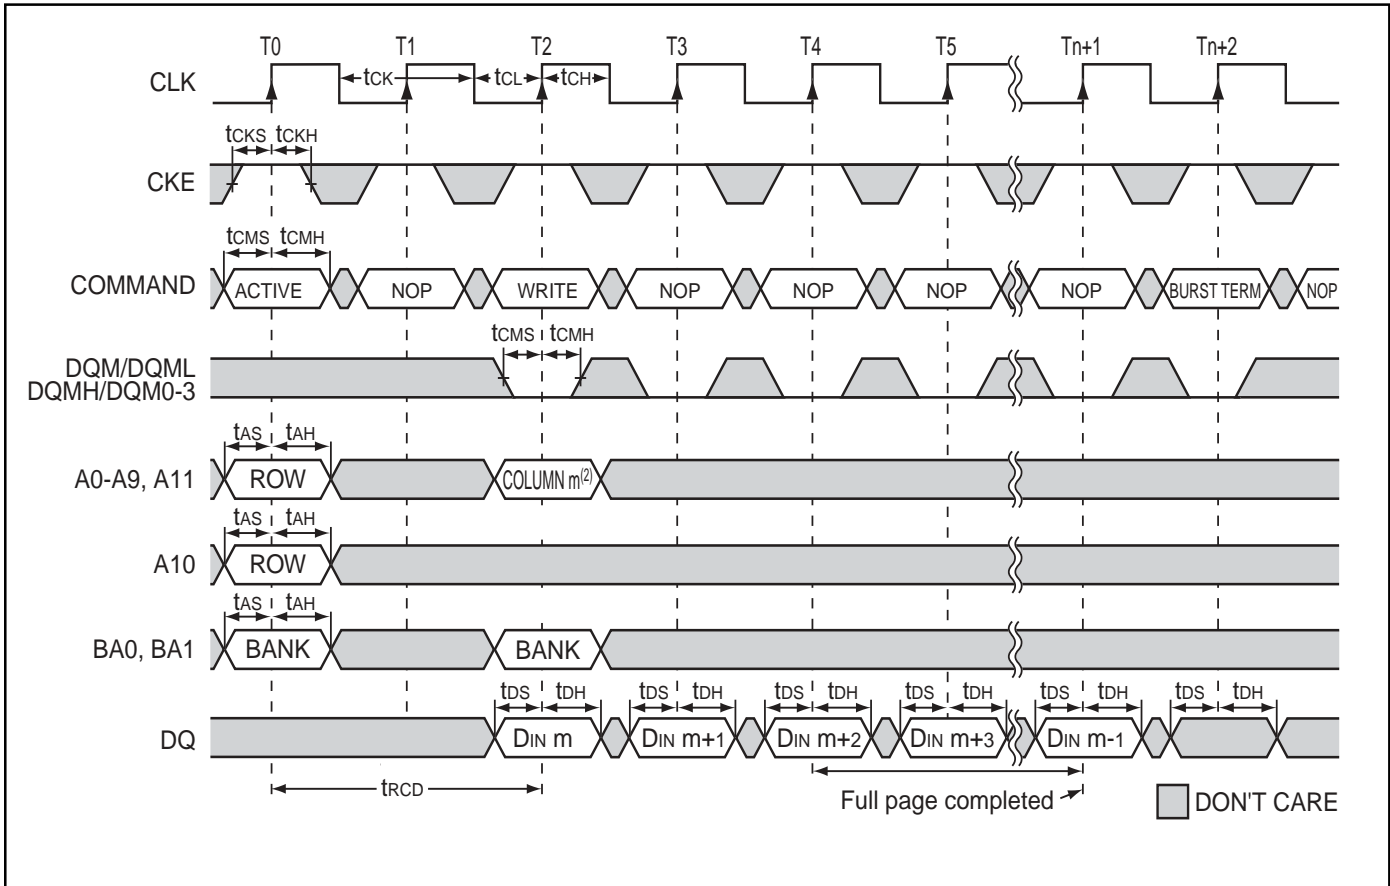 T0 T1 T2 T3 T4 T5 Tn+1 Tn+2
CLK tCK tCL tCH
tCKS tCKH
CKE
tCMS tCMH
COMMAND ACTIVE NOP WRITE NOP NOP NOP NOP BURST TERM NOP
tCMS tCMH
DQM/DQML
DQMH/DQM0-3
tAS tAH
A0-A9, A11 ROW COLUMN m(2)
tAS tAH
A10 ROW
tAS tAH
BA0, BA1 BANK BANK
tDS tDH tDS tDH tDS tDH tDS tDH tDS tDH tDS tDH
DQ DIN m DIN m+1 DIN m+2 DIN m+3 DIN m-1
tRCD
Full page completed DON'T CARE